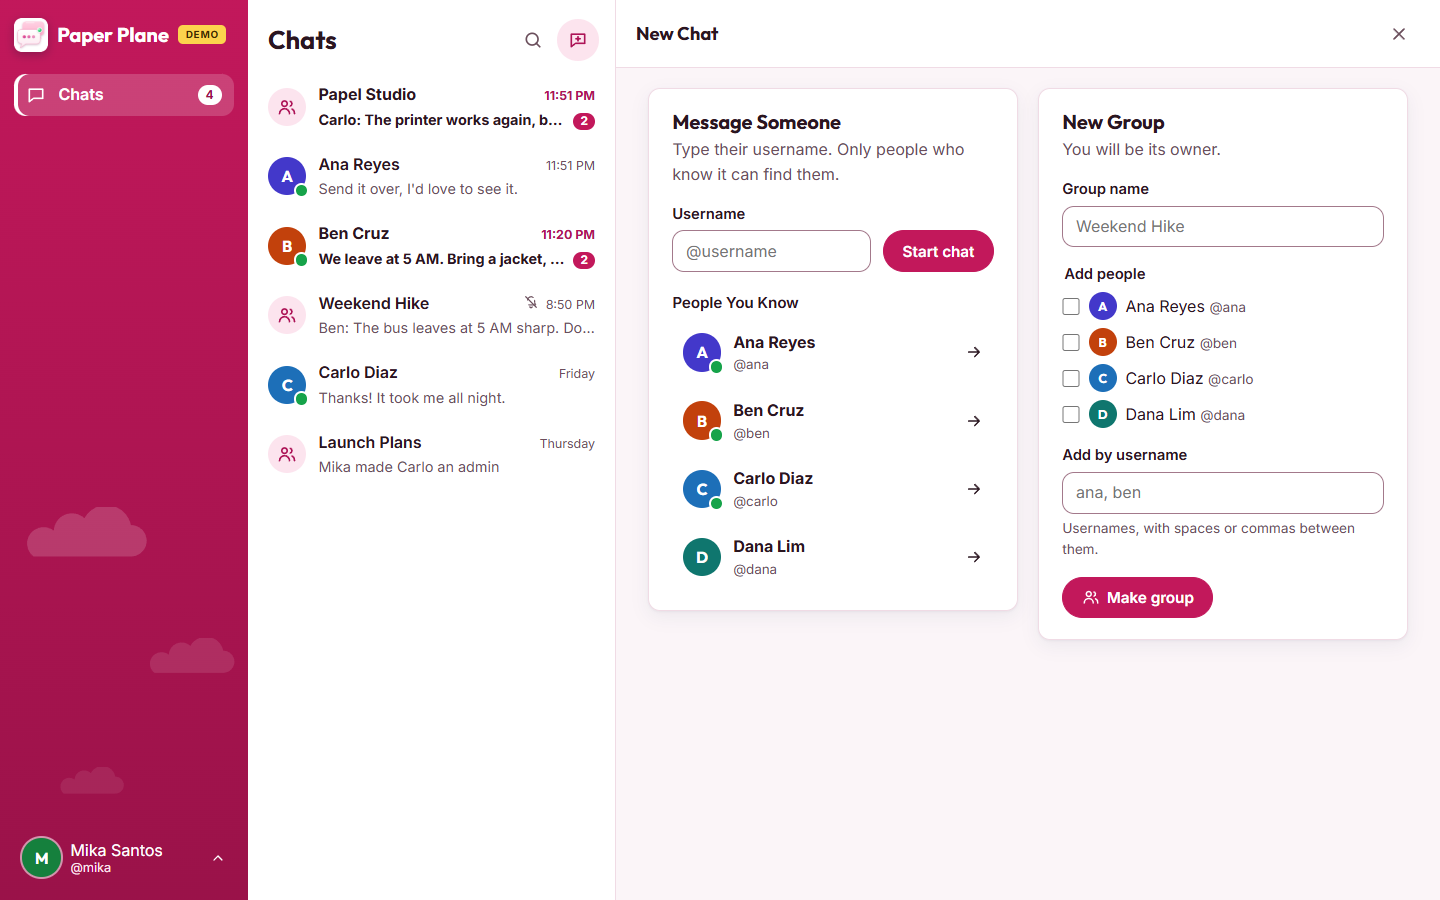 Paper Plane DEMO
Chats 4
Mika Santos
@mika
Chats
Papel Studio 11:51 PM
Carlo: The printer works again, b... 2
A
Ana Reyes 11:51 PM
Send it over, I'd love to see it.
B
Ben Cruz 11:20 PM
We leave at 5 AM. Bring a jacket, ... 2
Weekend Hike 8:50 PM
Ben: The bus leaves at 5 AM sharp. Do...
C
Carlo Diaz Friday
Thanks! It took me all night.
Launch Plans Thursday
Mika made Carlo an admin
M
New Chat
Message Someone
Type their username. Only people who
know it can find them.
Username
@username Start chat
People You Know
A
Ana Reyes
@ana
B
Ben Cruz
@ben
C
Carlo Diaz
@carlo
D
Dana Lim
@dana
New Group
You will be its owner.
Group name
Weekend Hike
Add people
A Ana Reyes @ana
B Ben Cruz @ben
C Carlo Diaz @carlo
D Dana Lim @dana
Add by username
ana, ben
Usernames, with spaces or commas between
them.
Make group